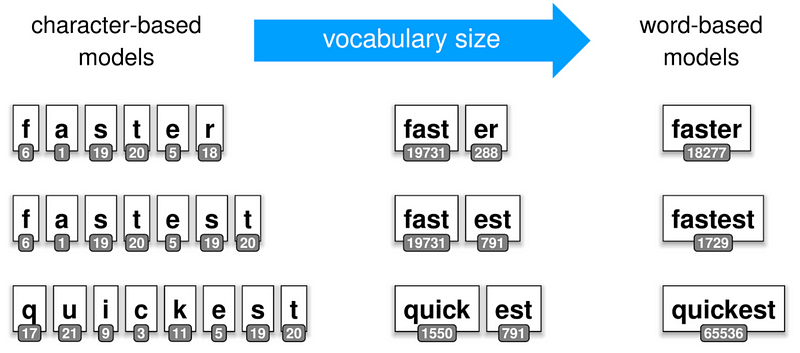 character-based
models
vocabulary size
word-based
models
f a s t e r
6 1 19 20 5 18
fast er
19731 288
faster
18277
f a s t e s t
6 1 19 20 5 19 20
fast est
19731 791
fastest
1729
q u i c k e s t
17 21 9 3 11 5 19 20
quick est
1550 791
quickest
65536